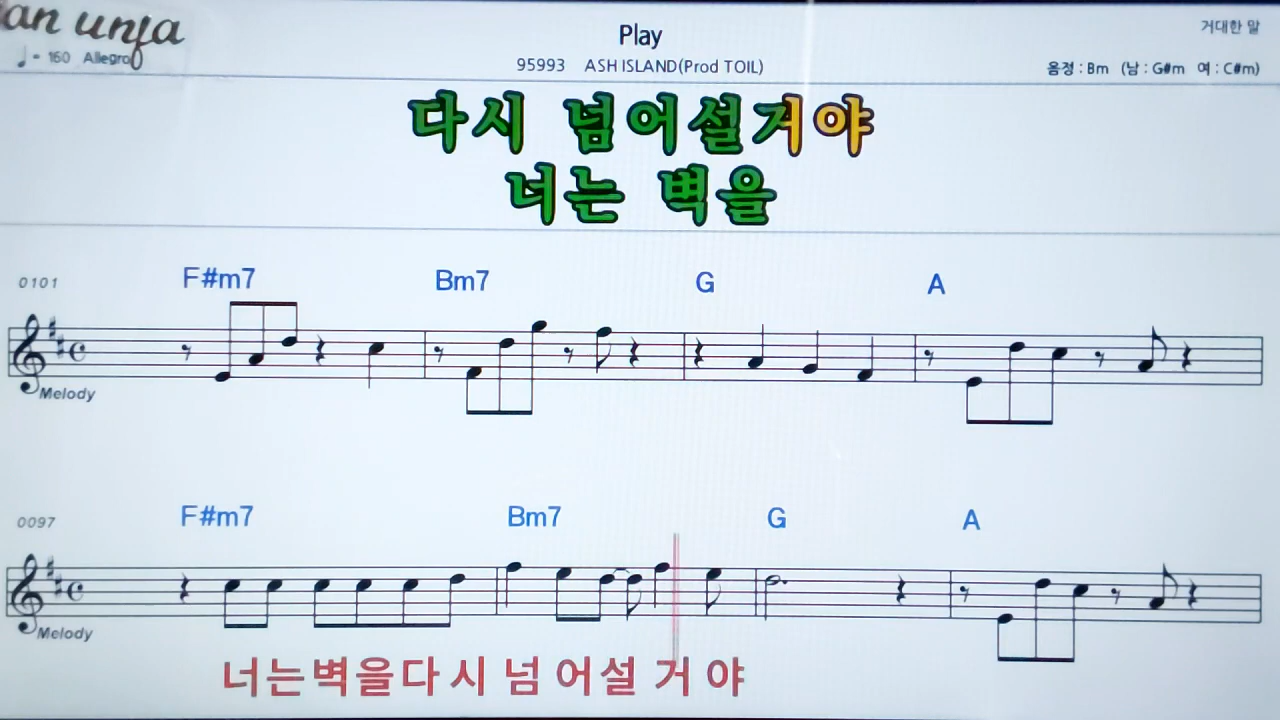 an unja
♩ = 160 Allegro
Play
95993 ASH ISLAND(Prod TOIL)
거대한 말
음정 : Bm (남 : G#m 여 : C#m)
다시 넘어설거야
너는 벽을
0101 F#m7 Bm7 G A
Melody
0097 F#m7 Bm7 G A
Melody
너는벽을다시넘어설거야